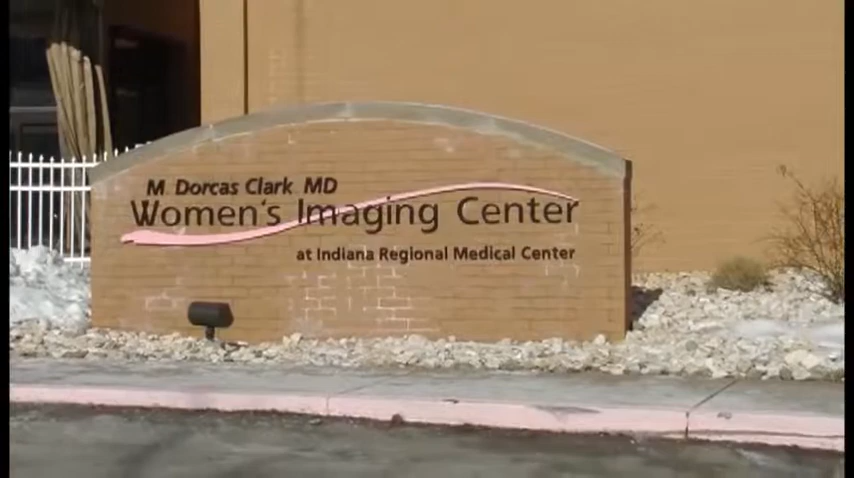 M Dorcas Clark MD
Women's Imaging Center
at Indiana Regional Medical Center